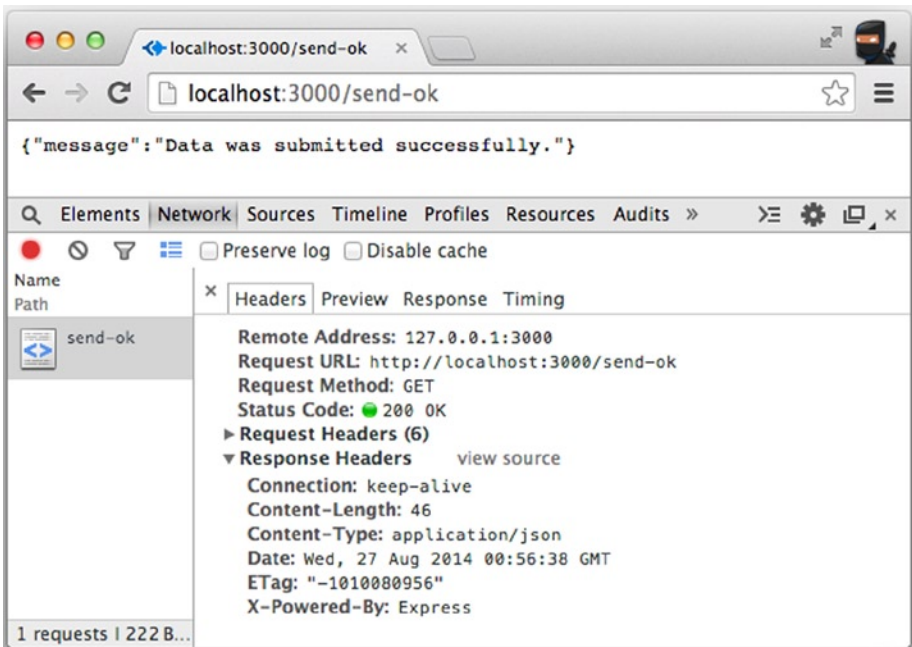 localhost:3000/send-ok ×
localhost:3000/send-ok
{"message":"Data was submitted successfully."}
Elements Network Sources Timeline Profiles Resources Audits » ×
Preserve log Disable cache
Name
Path
× Headers Preview Response Timing
send-ok
Remote Address: 127.0.0.1:3000
Request URL: http://localhost:3000/send-ok
Request Method: GET
Status Code: 200 OK
Request Headers (6)
Response Headers view source
Connection: keep-alive
Content-Length: 46
Content-Type: application/json
Date: Wed, 27 Aug 2014 00:56:38 GMT
ETag: "-1010080956"
X-Powered-By: Express
1 requests | 222 B...